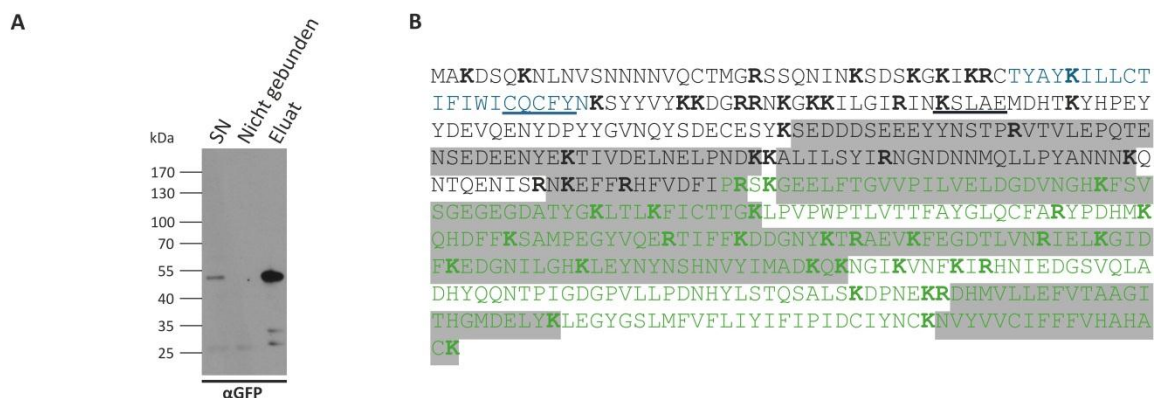 A
SN
Nicht gebunden
Eluat
kDa
170
130
100
70
55
40
35
25
αGFP
B
MAKDSQKNLNVSNNNNVQCTMGRSSQNINKSDSKGKIKRCTYAYKILLCT
IFIWICQCFYNKSYYVYKKDGRRNKGKKILGIRINKSLAEMDHTKYHPEY
YDEVQENYDPYYGVNQYSDECESYKSEDDDSEEEYYNSTPRVTVLEPQTE
NSEDEENYEKTIVDELNELPNDKKALILSYIRNGNDNNMQLLPYANNNKQ
NTQENISRNKEFFRHFVDFIPRSKGEELFTGVVPILVELDGDVNGHKFSV
SGEGEGDATYGKLTLKFICTTGKLPVPWPTLVTTFAYGLQCFARYPDHMK
QHDFFKSAMPEGYVQERTIFFKDDGNYKTRAEVKFEGDTLVNRIELKGID
FKEDGNILGHKLEYNYNSHNVYIMADKQKNGIKVNFKIRHNIEDGSVQLA
DHYQQNTPIGDGPVLLPDNHYLSTQSALSKDPNEKRDHMVLLEFVTAAGI
THGMDELYKLEGYGSLMFVFLIYIFIPIDCIYNCKNVYVVCIFFFVHAHA
CK